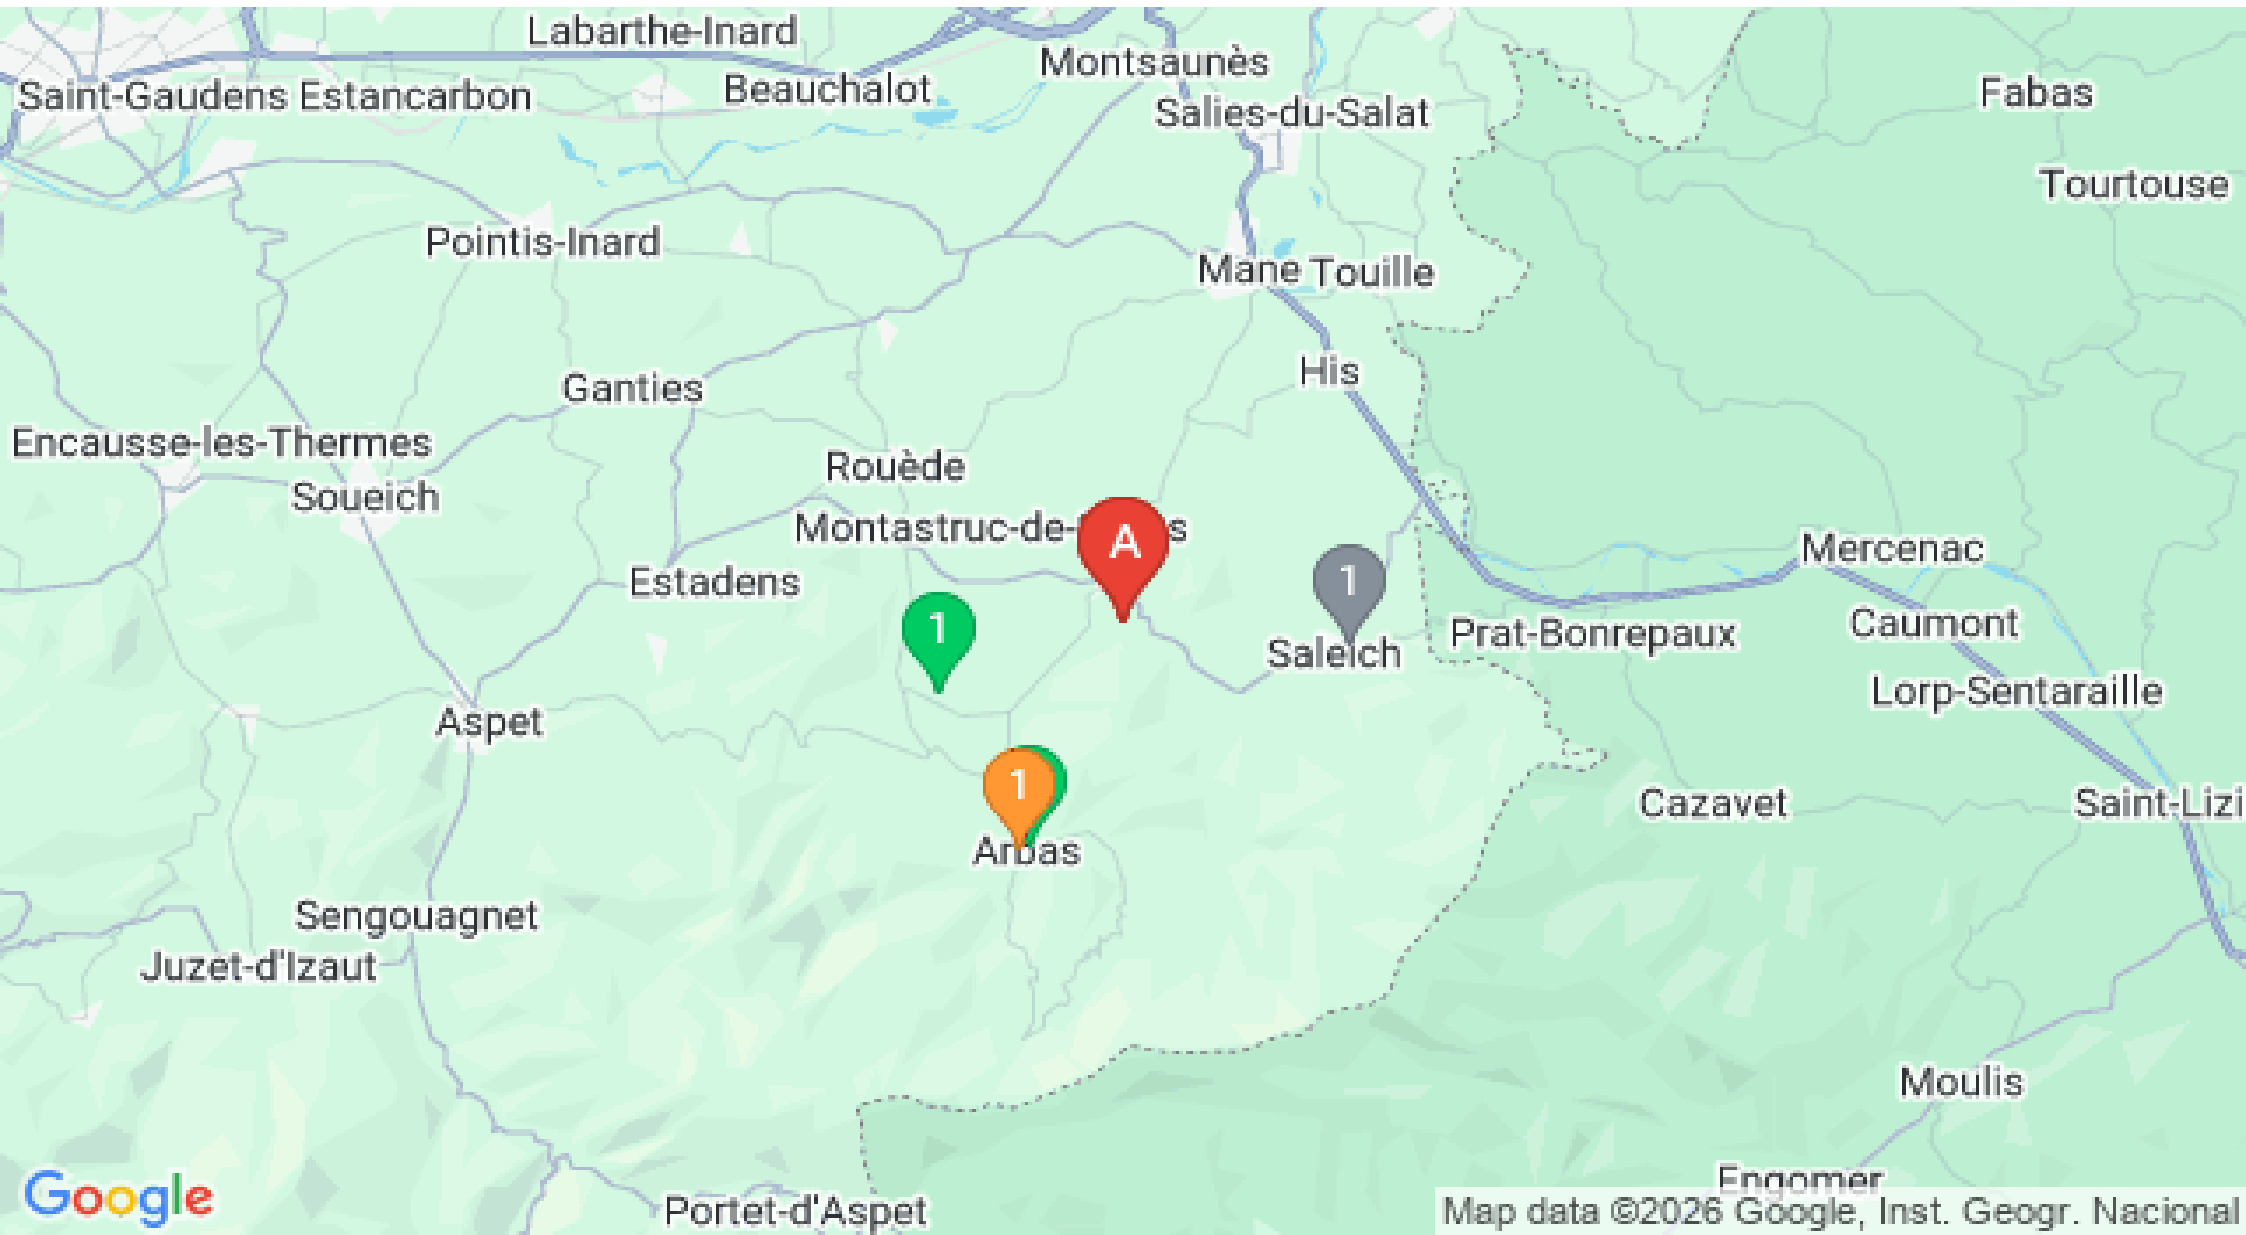 Labarthe-Inard
Montsaunès
Beauchalot
Fabas
Saint-Gaudens
Estancarbon
Salies-du-Salat
Tourtouse
Pointis-Inard
Mane
Touille
His
Ganties
Encausse-les-Thermes
Rouède
Soueich
Montastruc-de-
s
A
Mercenac
1
Estadens
1
Prat-Bonrepaux
Caumont
Saleich
Lorp-Sentaraille
Aspet
1
Cazavet
Saint-Lizi
Arbas
Sengouagnet
Juzet-d'Izaut
Moulis
Engomer
Google
Portet-d'Aspet
Map data ©2026 Google, Inst. Geogr. Nacional